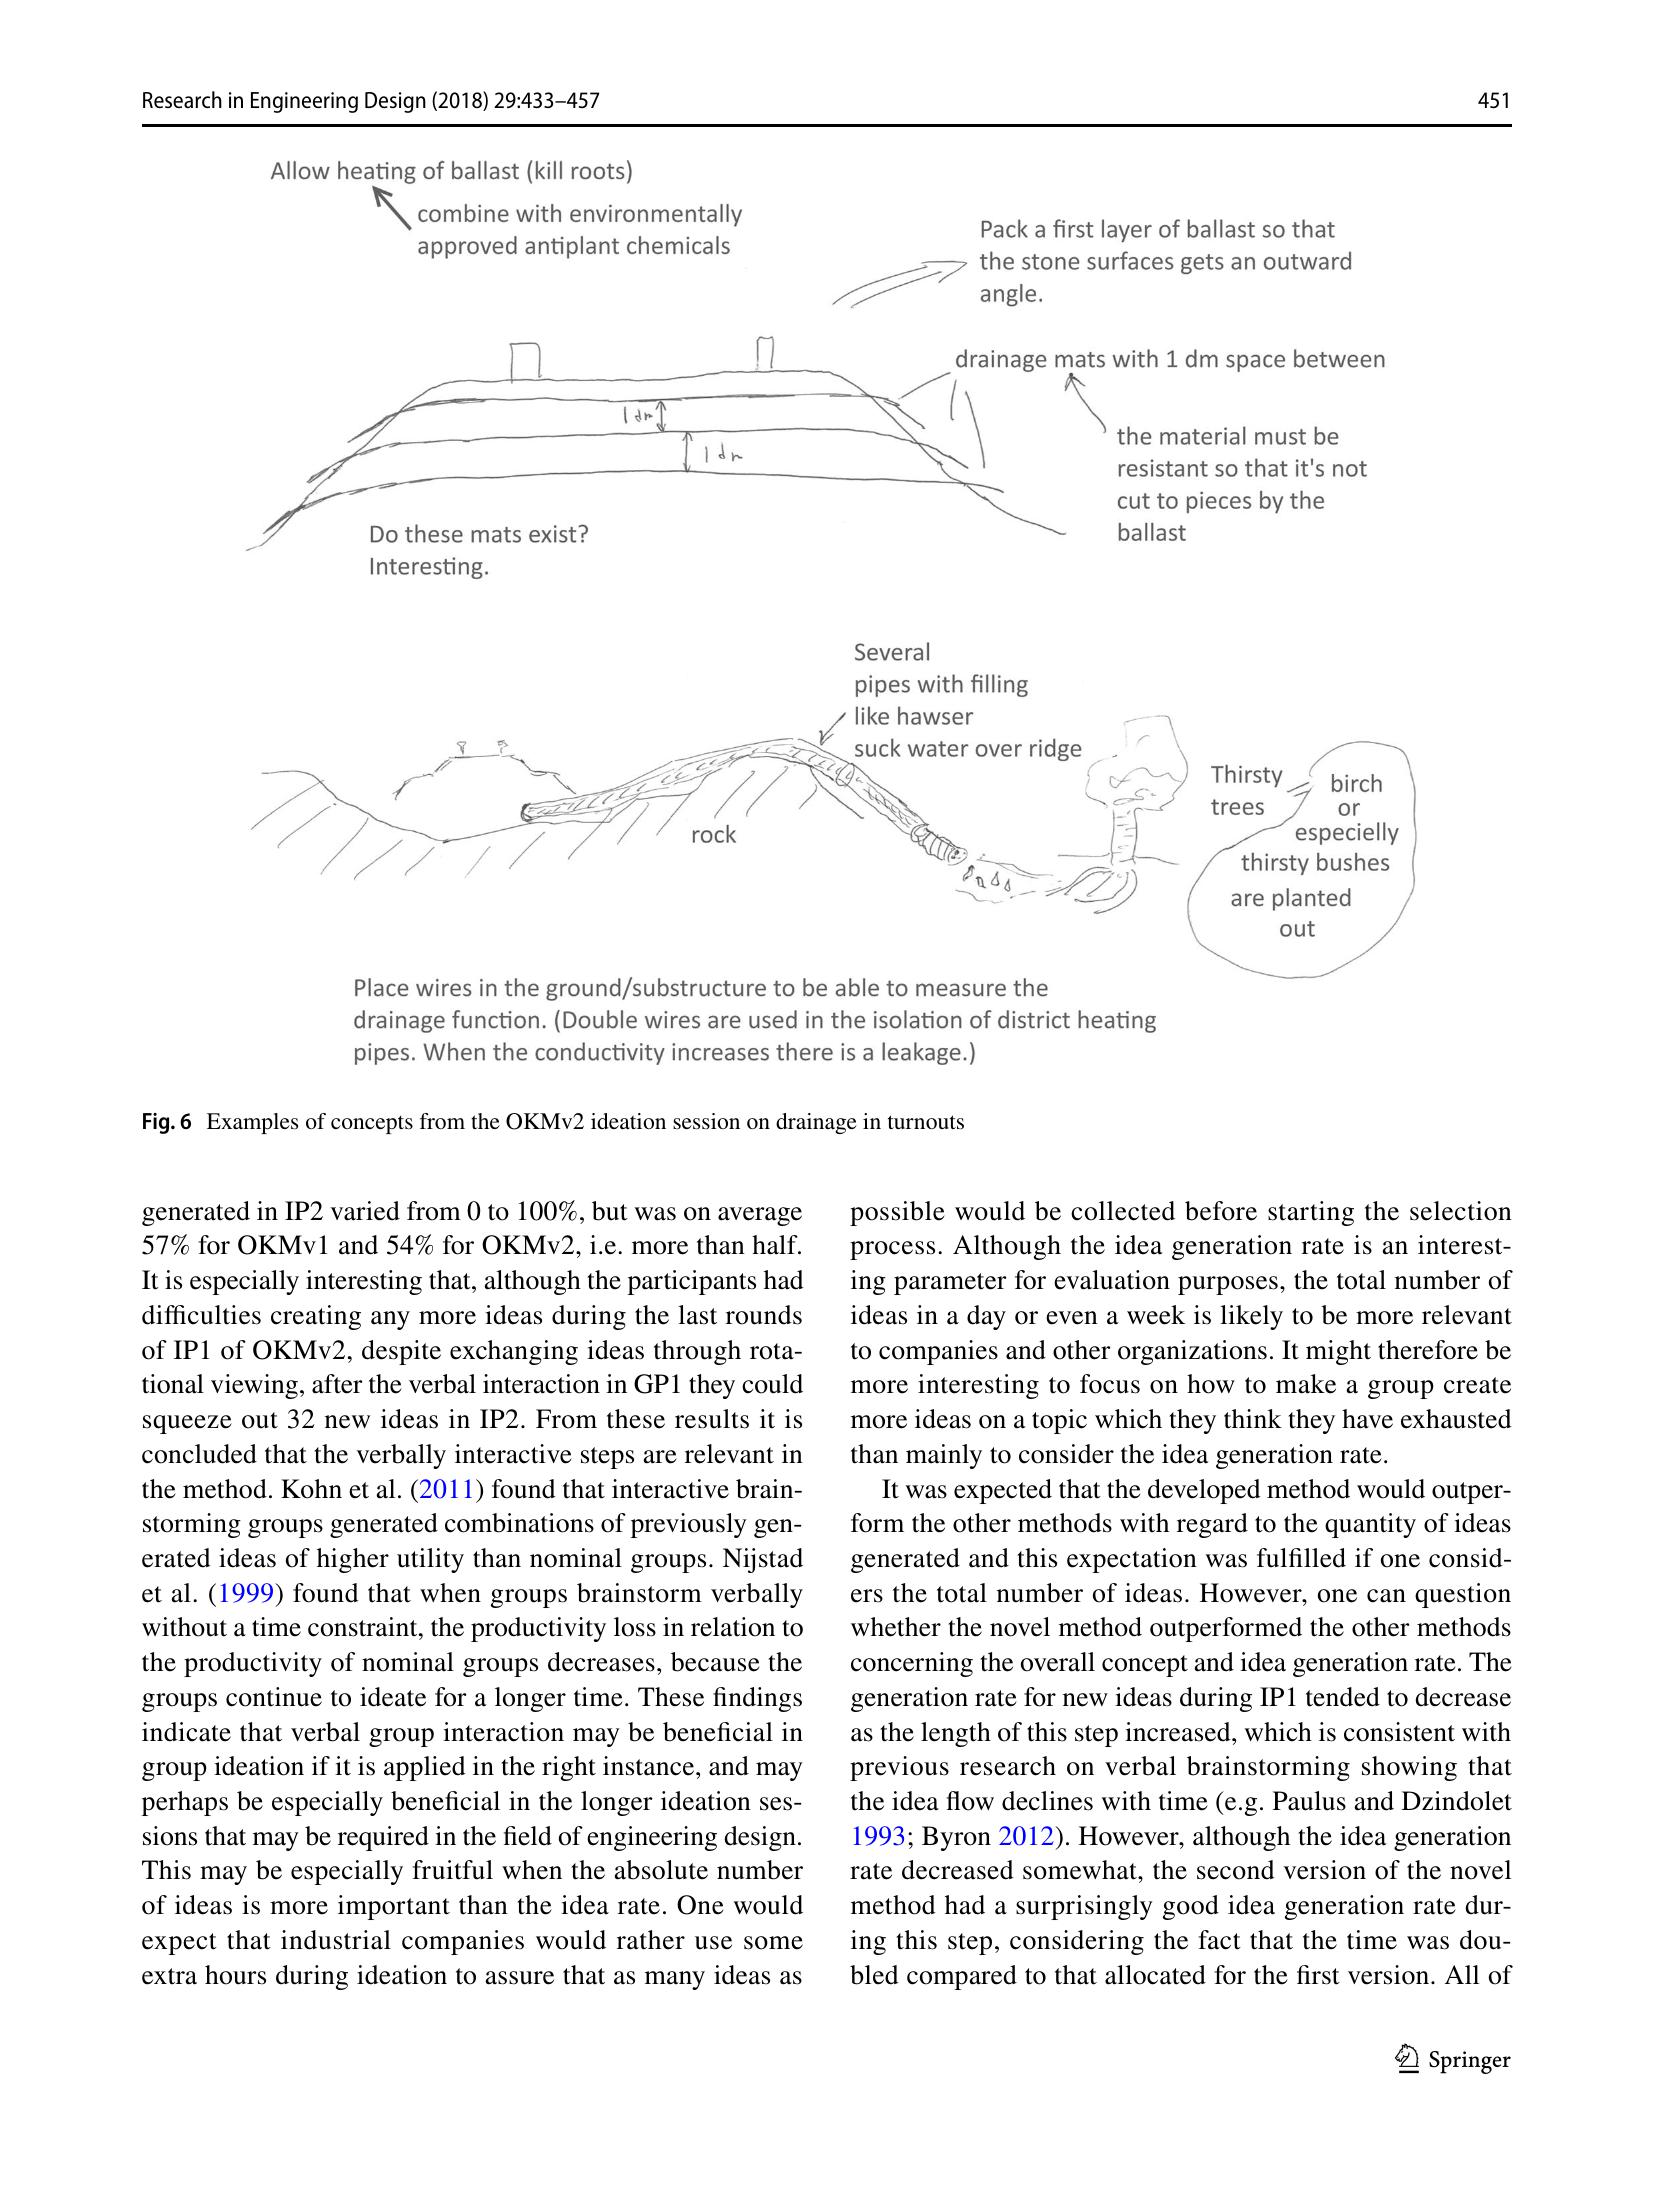 Research in Engineering Design (2018) 29:433–457
451
Allow heating of ballast (kill roots)
combine with environmentally
approved antiplant chemicals
Pack a first layer of ballast so that
the stone surfaces gets an outward
angle.
drainage mats with 1 dm space between
1 dm
1 dm
the material must be
resistant so that it's not
cut to pieces by the
ballast
Do these mats exist?
Interesting.
Several
pipes with filling
like hawser
suck water over ridge
rock
Thirsty
trees
birch
or
especielly
thirsty bushes
are planted
out
Place wires in the ground/substructure to be able to measure the
drainage function. (Double wires are used in the isolation of district heating
pipes. When the conductivity increases there is a leakage.)
Fig. 6 Examples of concepts from the OKMv2 ideation session on drainage in turnouts
generated in IP2 varied from 0 to 100%, but was on average
57% for OKMv1 and 54% for OKMv2, i.e. more than half.
It is especially interesting that, although the participants had
difficulties creating any more ideas during the last rounds
of IP1 of OKMv2, despite exchanging ideas through rota-
tional viewing, after the verbal interaction in GP1 they could
squeeze out 32 new ideas in IP2. From these results it is
concluded that the verbally interactive steps are relevant in
the method. Kohn et al. (2011) found that interactive brain-
storming groups generated combinations of previously gen-
erated ideas of higher utility than nominal groups. Nijstad
et al. (1999) found that when groups brainstorm verbally
without a time constraint, the productivity loss in relation to
the productivity of nominal groups decreases, because the
groups continue to ideate for a longer time. These findings
indicate that verbal group interaction may be beneficial in
group ideation if it is applied in the right instance, and may
perhaps be especially beneficial in the longer ideation ses-
sions that may be required in the field of engineering design.
This may be especially fruitful when the absolute number
of ideas is more important than the idea rate. One would
expect that industrial companies would rather use some
extra hours during ideation to assure that as many ideas as
possible would be collected before starting the selection
process. Although the idea generation rate is an interest-
ing parameter for evaluation purposes, the total number of
ideas in a day or even a week is likely to be more relevant
to companies and other organizations. It might therefore be
more interesting to focus on how to make a group create
more ideas on a topic which they think they have exhausted
than mainly to consider the idea generation rate.
It was expected that the developed method would outper-
form the other methods with regard to the quantity of ideas
generated and this expectation was fulfilled if one consid-
ers the total number of ideas. However, one can question
whether the novel method outperformed the other methods
concerning the overall concept and idea generation rate. The
generation rate for new ideas during IP1 tended to decrease
as the length of this step increased, which is consistent with
previous research on verbal brainstorming showing that
the idea flow declines with time (e.g. Paulus and Dzindolet
1993; Byron 2012). However, although the idea generation
rate decreased somewhat, the second version of the novel
method had a surprisingly good idea generation rate dur-
ing this step, considering the fact that the time was dou-
bled compared to that allocated for the first version. All of
Springer